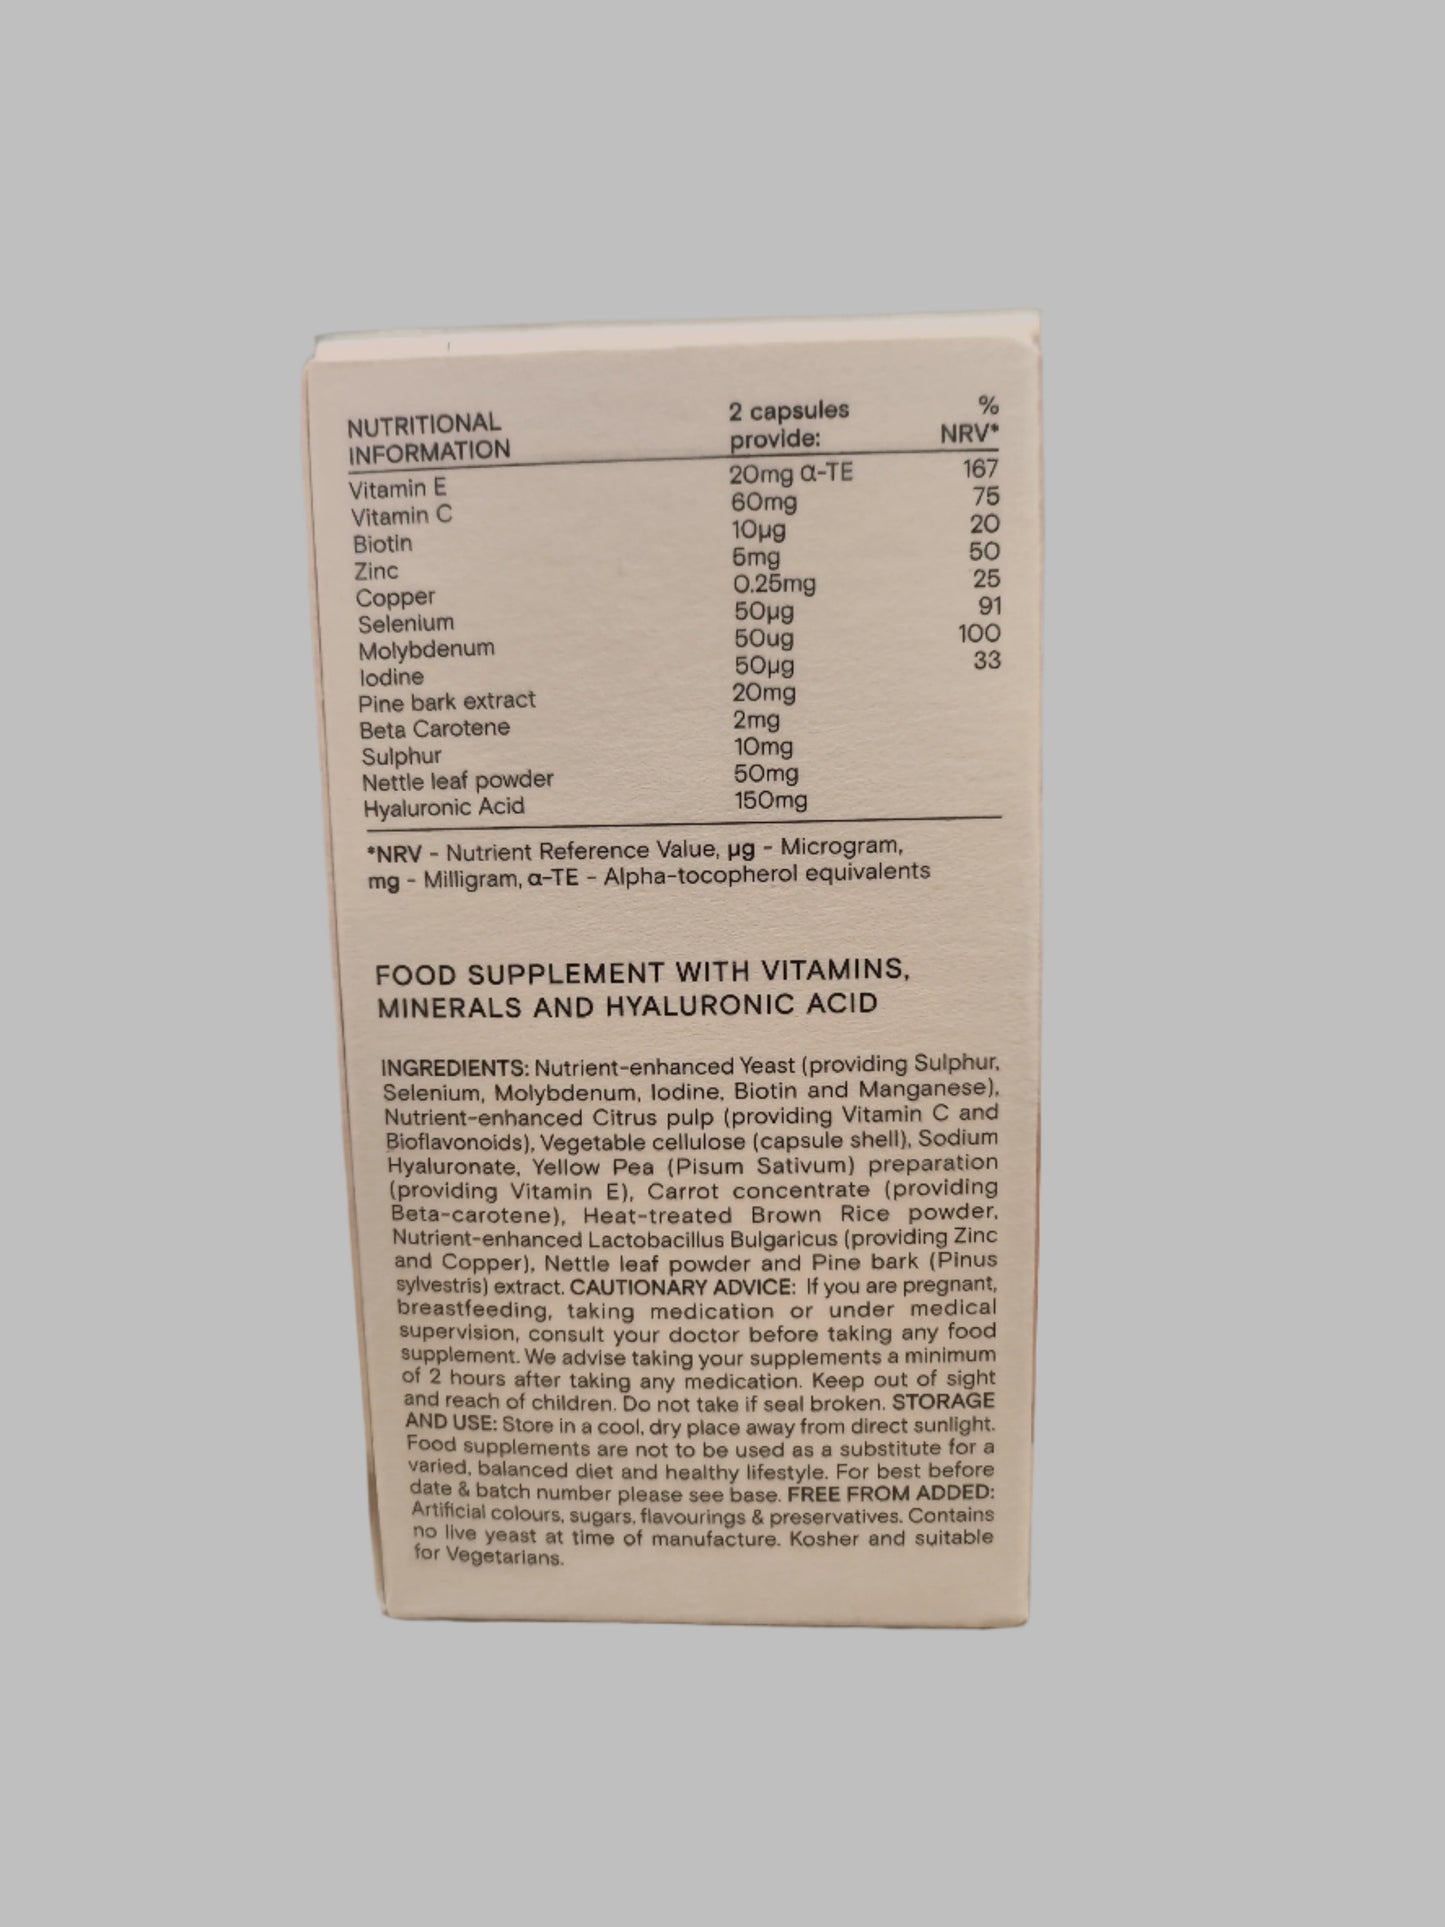 NUTRITIONAL INFORMATION 2 capsules provide: % NRV*
Vitamin E 20mg α-TE 167
Vitamin C 60mg 75
Biotin 10µg 20
Zinc 5mg 50
Copper 0.25mg 25
Selenium 50µg 91
Molybdenum 50ug 100
Iodine 50µg 33
Pine bark extract 20mg
Beta Carotene 2mg
Sulphur 10mg
Nettle leaf powder 50mg
Hyaluronic Acid 150mg
*NRV - Nutrient Reference Value, µg - Microgram,
mg - Milligram, α-TE - Alpha-tocopherol equivalents
FOOD SUPPLEMENT WITH VITAMINS,
MINERALS AND HYALURONIC ACID
INGREDIENTS: Nutrient-enhanced Yeast (providing Sulphur,
Selenium, Molybdenum, Iodine, Biotin and Manganese),
Nutrient-enhanced Citrus pulp (providing Vitamin C and
Bioflavonoids), Vegetable cellulose (capsule shell), Sodium
Hyaluronate, Yellow Pea (Pisum Sativum) preparation
(providing Vitamin E), Carrot concentrate (providing
Beta-carotene), Heat-treated Brown Rice powder,
Nutrient-enhanced Lactobacillus Bulgaricus (providing Zinc
and Copper), Nettle leaf powder and Pine bark (Pinus
sylvestris) extract. CAUTIONARY ADVICE: If you are pregnant,
breastfeeding, taking medication or under medical
supervision, consult your doctor before taking any food
supplement. We advise taking your supplements a minimum
of 2 hours after taking any medication. Keep out of sight
and reach of children. Do not take if seal broken. STORAGE
AND USE: Store in a cool, dry place away from direct sunlight.
Food supplements are not to be used as a substitute for a
varied, balanced diet and healthy lifestyle. For best before
date & batch number please see base. FREE FROM ADDED:
Artificial colours, sugars, flavourings & preservatives. Contains
no live yeast at time of manufacture. Kosher and suitable
for Vegetarians.